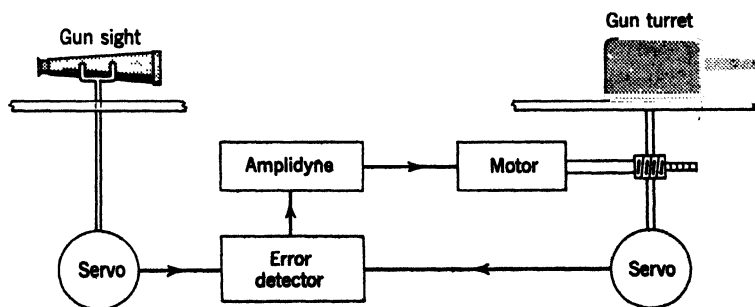 Gun sight
Gun turret
Amplidyne
Motor
Servo
Error
detector
Servo